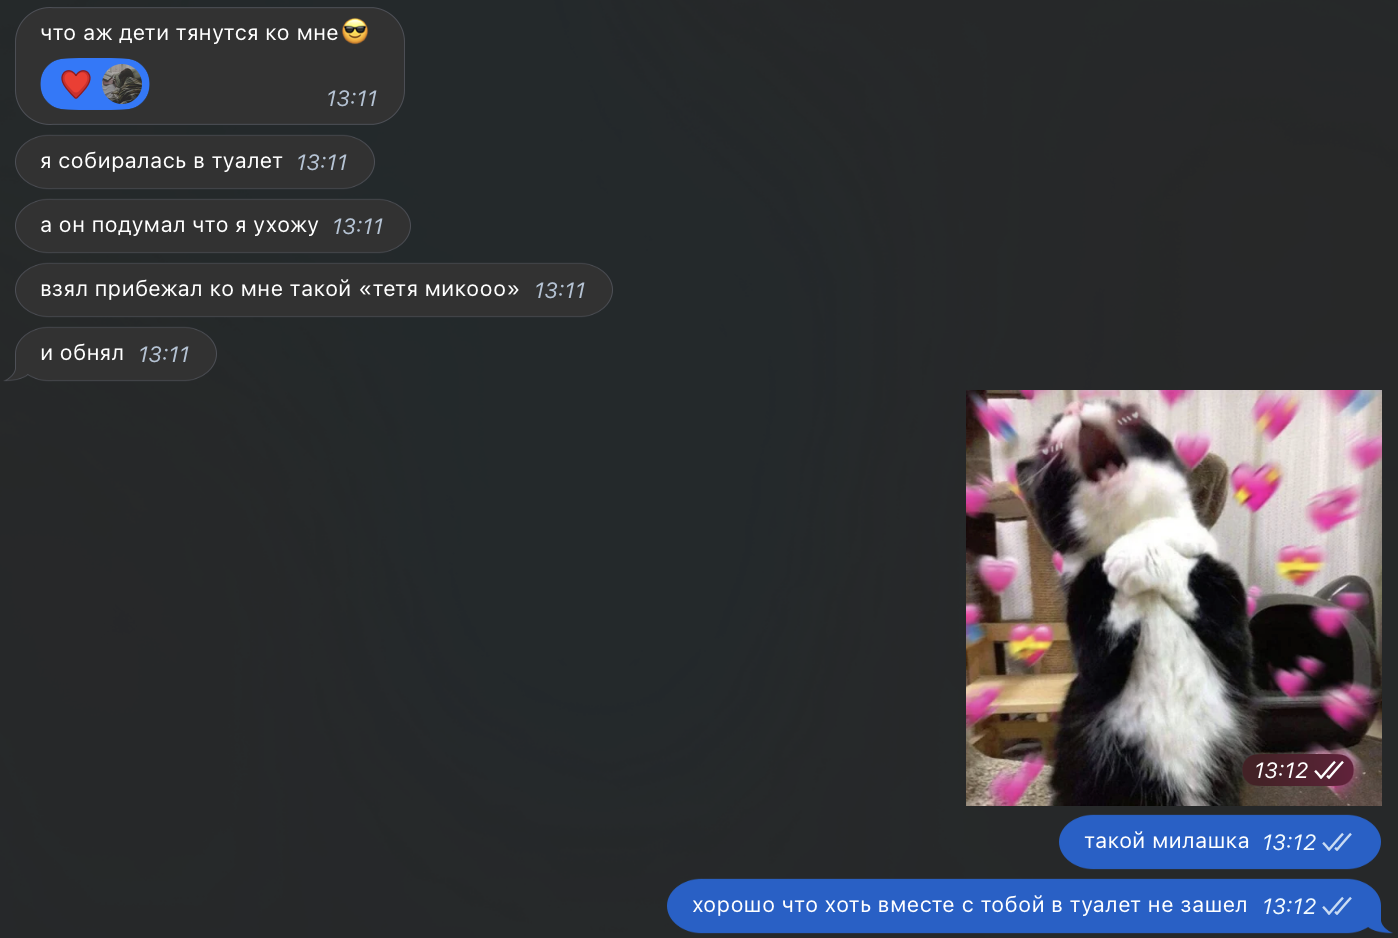 что аж дети тянутся ко мне😎
❤️
13:11
я собиралась в туалет 13:11
а он подумал что я ухожу 13:11
взял прибежал ко мне такой «тетя микооо» 13:11
и обнял 13:11
13:12
такой милашка 13:12
хорошо что хоть вместе с тобой в туалет не зашел 13:12